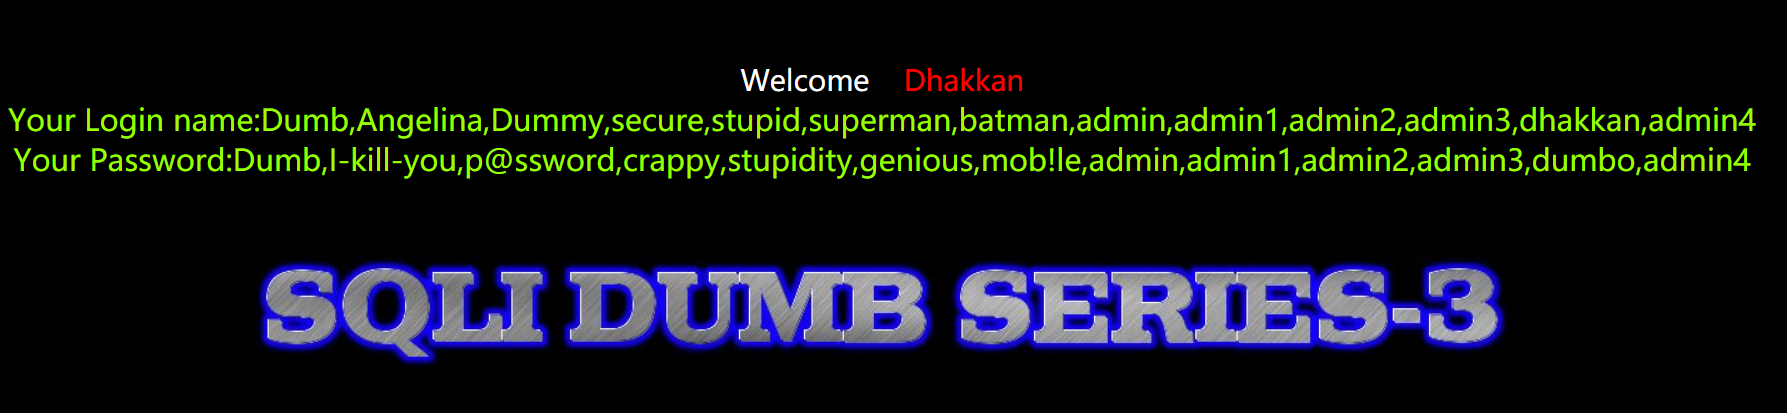 Welcome Dhakkan
Your Login name:Dumb,Angelina,Dummy,secure,stupid,superman,batman,admin,admin1,admin2,admin3,dhakkan,admin4
Your Password:Dumb,I-kill-you,p@ssword,crappy,stupidity,genious,mob!le,admin,admin1,admin2,admin3,dumbo,admin4
SQLI DUMB SERIES-3